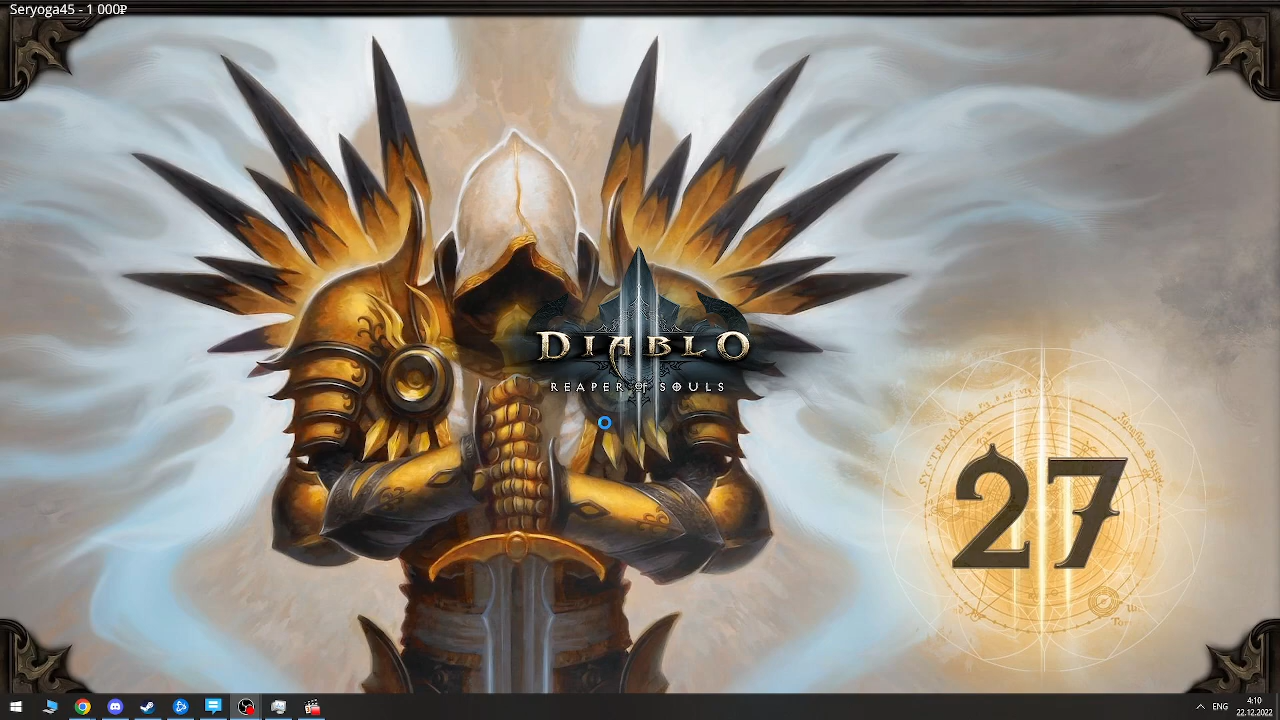 Seryoga45 - 1 000₽
DIABLO
REAPER OF SOULS
27
ENG
4:10
22.12.2022